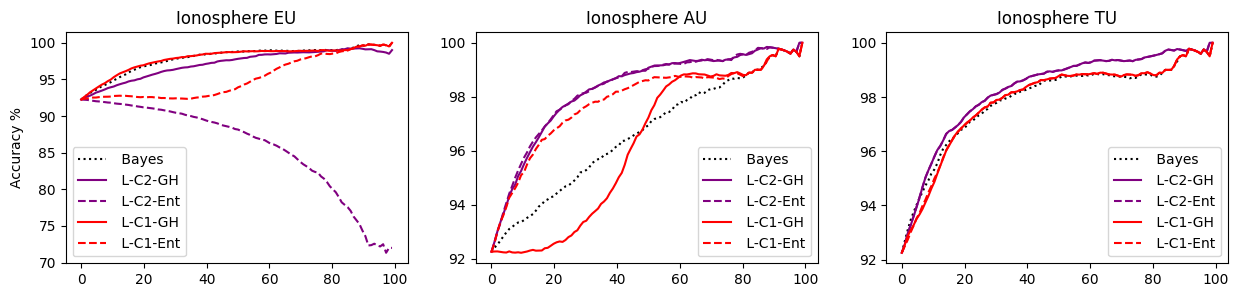 Ionosphere EU
Accuracy %
100
95
90
85
80
75
70
0 20 40 60 80 100
Bayes
L-C2-GH
L-C2-Ent
L-C1-GH
L-C1-Ent
Ionosphere AU
100
98
96
94
92
0 20 40 60 80 100
Bayes
L-C2-GH
L-C2-Ent
L-C1-GH
L-C1-Ent
Ionosphere TU
100
98
96
94
92
0 20 40 60 80 100
Bayes
L-C2-GH
L-C2-Ent
L-C1-GH
L-C1-Ent